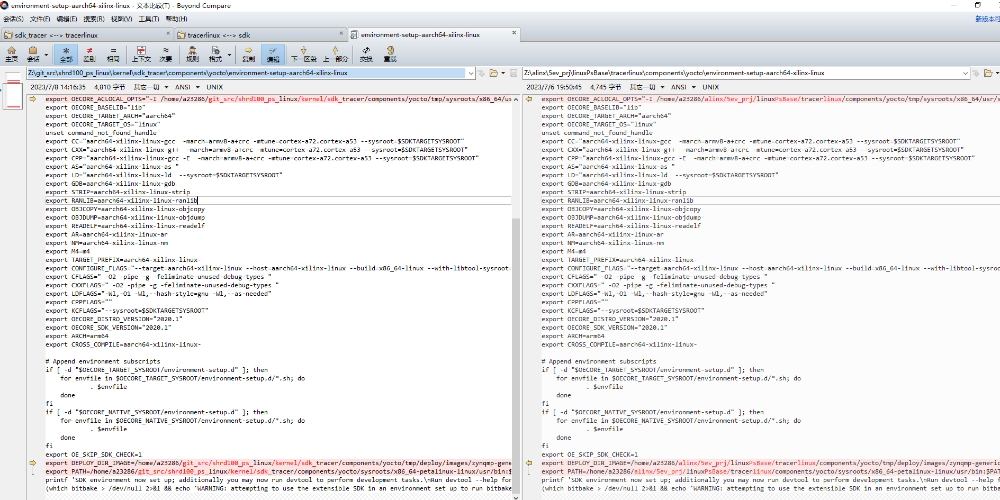 environment-setup-aarch64-xilinx-linux - 文本比较(T) - Beyond Compare
会话(S) 文件(F) 编辑(E) 搜索(R) 视图(V) 工具(T) 帮助(H) 新版本可
sdk_tracer <--> tracerlinux tracerlinux <--> sdk environment-setup-aarch64-xilinx-linux
主页 会话 全部 差别 相同 上下文 次要 规则 格式 复制 编辑 下一区段 上一部分 交换 重载
Z:\git_src\shrd100_ps_linux\kernel\sdk_tracer\components\yocto\environment-setup-aarch64-xilinx-linux
2023/7/8 14:16:35 4,810 字节 其它一切 ANSI UNIX
export OECORE_ACLOCAL_OPTS="-I /home/a23286/git_src/shrd100_ps_linux/kernel/sdk_tracer/components/yocto/tmp/sysroots/x86_64/us
export OECORE_BASELIB="lib"
export OECORE_TARGET_ARCH="aarch64"
export OECORE_TARGET_OS="linux"
unset command_not_found_handle
export CC="aarch64-xilinx-linux-gcc  -march=armv8-a+crc -mtune=cortex-a72.cortex-a53 --sysroot=$SDKTARGETSYSROOT"
export CXX="aarch64-xilinx-linux-g++  -march=armv8-a+crc -mtune=cortex-a72.cortex-a53 --sysroot=$SDKTARGETSYSROOT"
export CPP="aarch64-xilinx-linux-gcc -E  -march=armv8-a+crc -mtune=cortex-a72.cortex-a53 --sysroot=$SDKTARGETSYSROOT"
export AS="aarch64-xilinx-linux-as "
export LD="aarch64-xilinx-linux-ld  --sysroot=$SDKTARGETSYSROOT"
export GDB=aarch64-xilinx-linux-gdb
export STRIP=aarch64-xilinx-linux-strip
export RANLIB=aarch64-xilinx-linux-ranlib
export OBJCOPY=aarch64-xilinx-linux-objcopy
export OBJDUMP=aarch64-xilinx-linux-objdump
export READELF=aarch64-xilinx-linux-readelf
export AR=aarch64-xilinx-linux-ar
export NM=aarch64-xilinx-linux-nm
export M4=m4
export TARGET_PREFIX=aarch64-xilinx-linux-
export CONFIGURE_FLAGS="--target=aarch64-xilinx-linux --host=aarch64-xilinx-linux --build=x86_64-linux --with-libtool-sysroot=
export CFLAGS=" -O2 -pipe -g -feliminate-unused-debug-types "
export CXXFLAGS=" -O2 -pipe -g -feliminate-unused-debug-types "
export LDFLAGS="-Wl,-O1 -Wl,--hash-style=gnu -Wl,--as-needed"
export CPPFLAGS=""
export KCFLAGS="--sysroot=$SDKTARGETSYSROOT"
export OECORE_DISTRO_VERSION="2020.1"
export OECORE_SDK_VERSION="2020.1"
export ARCH=arm64
export CROSS_COMPILE=aarch64-xilinx-linux-
# Append environment subscripts
if [ -d "$OECORE_TARGET_SYSROOT/environment-setup.d" ]; then
for envfile in $OECORE_TARGET_SYSROOT/environment-setup.d/*.sh; do
. $envfile
done
fi
if [ -d "$OECORE_NATIVE_SYSROOT/environment-setup.d" ]; then
for envfile in $OECORE_NATIVE_SYSROOT/environment-setup.d/*.sh; do
. $envfile
done
fi
export OE_SKIP_SDK_CHECK=1
export DEPLOY_DIR_IMAGE=/home/a23286/git_src/shrd100_ps_linux/kernel/sdk_tracer/components/yocto/tmp/deploy/images/zynqmp-gene
export PATH=/home/a23286/git_src/shrd100_ps_linux/kernel/sdk_tracer/components/yocto/sysroots/x86_64-petalinux-linux/usr/bin:$
printf 'SDK environment now set up; additionally you may now run devtool to perform development tasks.\nRun devtool --help for
(which bitbake > /dev/null 2>&1 && echo 'WARNING: attempting to use the extensible SDK in an environment set up to run bitbake
Z:\alinx\5ev_prj\linuxPsBase\tracerlinux\components\yocto\environment-setup-aarch64-xilinx-linux
2023/7/6 19:50:45 4,745 字节 其它一切 ANSI UNIX
export OECORE_ACLOCAL_OPTS="-I /home/a23286/alinx/5ev_prj/linuxPsBase/tracerlinux/components/yocto/tmp/sysroots/x86_64/usr/s
export OECORE_BASELIB="lib"
export OECORE_TARGET_ARCH="aarch64"
export OECORE_TARGET_OS="linux"
unset command_not_found_handle
export CC="aarch64-xilinx-linux-gcc  -march=armv8-a+crc -mtune=cortex-a72.cortex-a53 --sysroot=$SDKTARGETSYSROOT"
export CXX="aarch64-xilinx-linux-g++  -march=armv8-a+crc -mtune=cortex-a72.cortex-a53 --sysroot=$SDKTARGETSYSROOT"
export CPP="aarch64-xilinx-linux-gcc -E  -march=armv8-a+crc -mtune=cortex-a72.cortex-a53 --sysroot=$SDKTARGETSYSROOT"
export AS="aarch64-xilinx-linux-as "
export LD="aarch64-xilinx-linux-ld  --sysroot=$SDKTARGETSYSROOT"
export GDB=aarch64-xilinx-linux-gdb
export STRIP=aarch64-xilinx-linux-strip
export RANLIB=aarch64-xilinx-linux-ranlib
export OBJCOPY=aarch64-xilinx-linux-objcopy
export OBJDUMP=aarch64-xilinx-linux-objdump
export READELF=aarch64-xilinx-linux-readelf
export AR=aarch64-xilinx-linux-ar
export NM=aarch64-xilinx-linux-nm
export M4=m4
export TARGET_PREFIX=aarch64-xilinx-linux-
export CONFIGURE_FLAGS="--target=aarch64-xilinx-linux --host=aarch64-xilinx-linux --build=x86_64-linux --with-libtool-sysroo
export CFLAGS=" -O2 -pipe -g -feliminate-unused-debug-types "
export CXXFLAGS=" -O2 -pipe -g -feliminate-unused-debug-types "
export LDFLAGS="-Wl,-O1 -Wl,--hash-style=gnu -Wl,--as-needed"
export CPPFLAGS=""
export KCFLAGS="--sysroot=$SDKTARGETSYSROOT"
export OECORE_DISTRO_VERSION="2020.1"
export OECORE_SDK_VERSION="2020.1"
export ARCH=arm64
export CROSS_COMPILE=aarch64-xilinx-linux-
# Append environment subscripts
if [ -d "$OECORE_TARGET_SYSROOT/environment-setup.d" ]; then
for envfile in $OECORE_TARGET_SYSROOT/environment-setup.d/*.sh; do
. $envfile
done
fi
if [ -d "$OECORE_NATIVE_SYSROOT/environment-setup.d" ]; then
for envfile in $OECORE_NATIVE_SYSROOT/environment-setup.d/*.sh; do
. $envfile
done
fi
export OE_SKIP_SDK_CHECK=1
export DEPLOY_DIR_IMAGE=/home/a23286/alinx/5ev_prj/linuxPsBase/tracerlinux/components/yocto/tmp/deploy/images/zynqmp-generic
export PATH=/home/a23286/alinx/5ev_prj/linuxPsBase/tracerlinux/components/yocto/sysroots/x86_64-petalinux-linux/usr/bin:$PAT
printf 'SDK environment now set up; additionally you may now run devtool to perform development tasks.\nRun devtool --help f
(which bitbake > /dev/null 2>&1 && echo 'WARNING: attempting to use the extensible SDK in an environment set up to run bitba